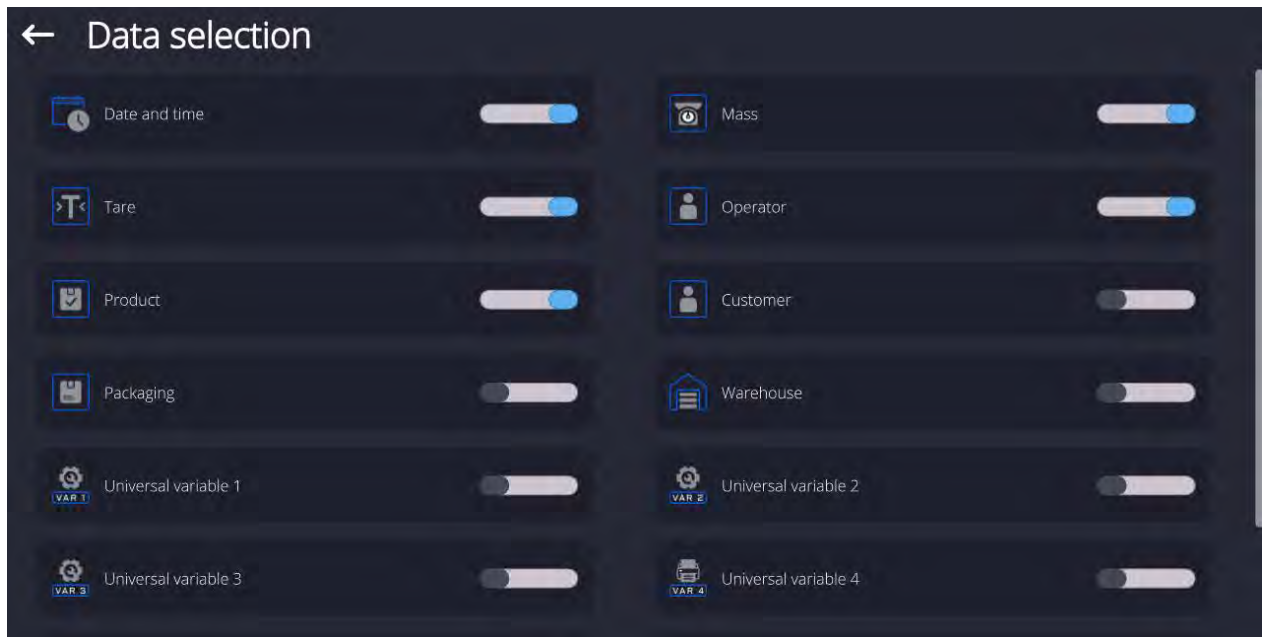 Data selection
Date and time
Mass
Tare
Operator
Product
Customer
Packaging
Warehouse
VAR 1
Universal variable 1
VAR 2
Universal variable 2
VAR 3
Universal variable 3
VAR 4
Universal variable 4